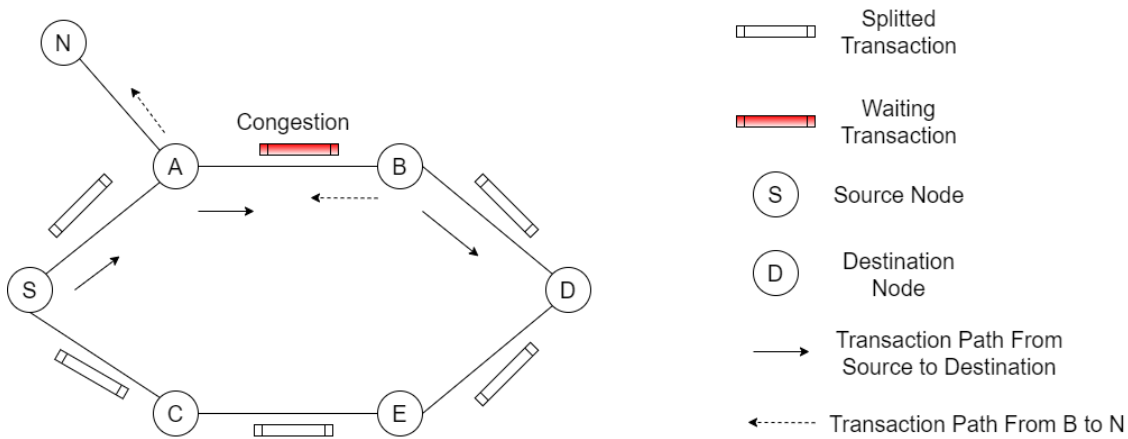 N
Congestion
A
B
S
D
C
E
Splitted
Transaction
Waiting
Transaction
S
Source Node
D
Destination
Node
Transaction Path From
Source to Destination
Transaction Path From B to N